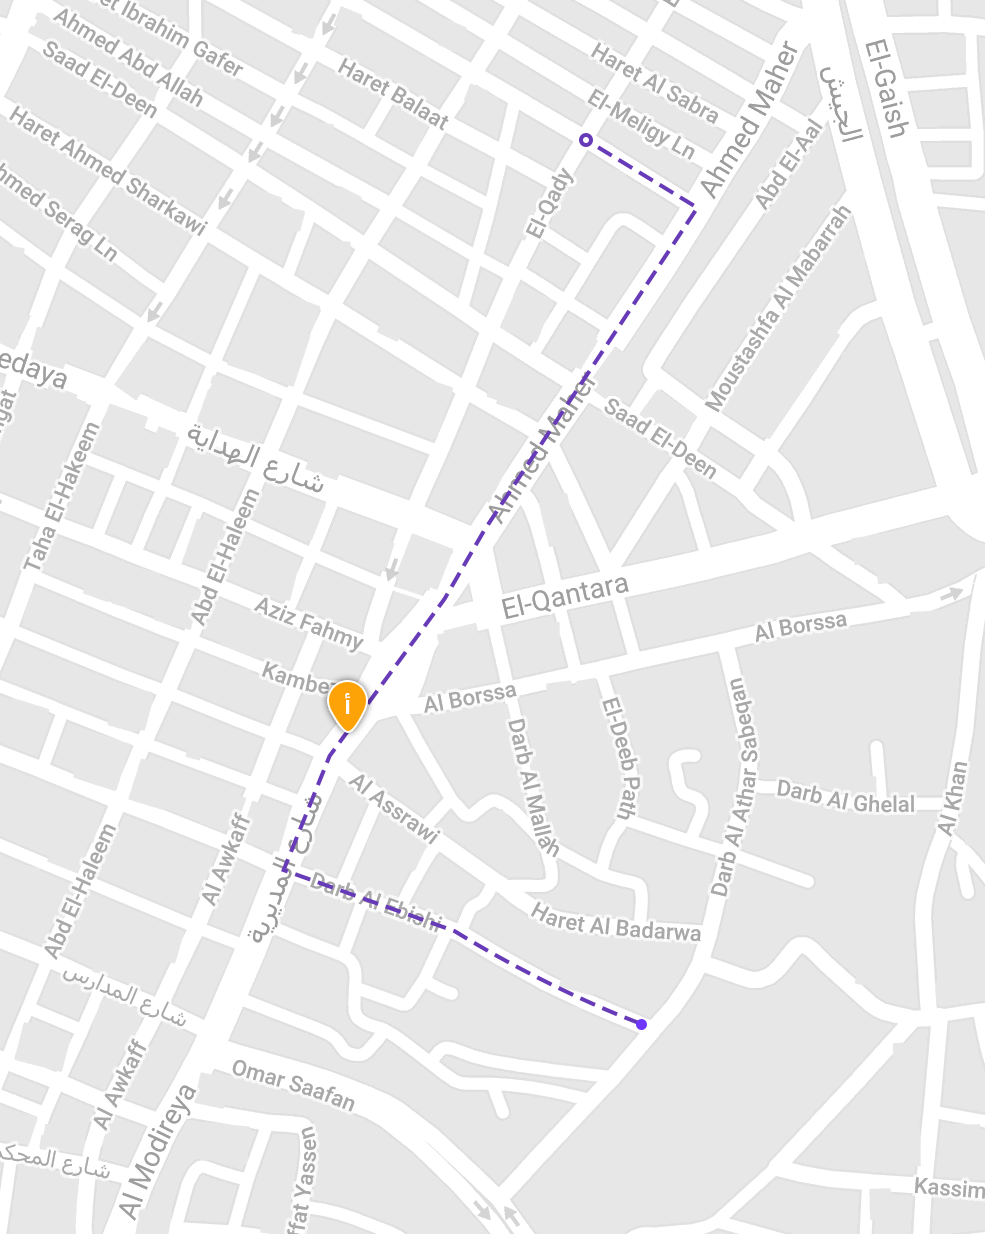 Ibrahim Gafer
Ahmed Abd Allah
Saad El-Deen
Haret Balaat
Haret Al Sabra
El-Meligy Ln
Ahmed Maher
الجيش
El-Gaish
Abd El-Aal
Haret Ahmed Sharkawi
hmed Serag Ln
El-Qady
Moustashfa Al Mabarrah
edaya
شارع الهداية
Ahmed Maher
Saad El-Deen
Taha El-Hakeem
Abd El-Haleem
Aziz Fahmy
El-Qantara
Al Borssa
Kambe
أ
Al Borssa
El-Deeb Path
Darb Al Mallah
Darb Al Athar Sabeqan
Darb Al Ghelal
Al Khan
Al Assrawi
شارع المديرية
Al Awkaff
Abd El-Haleem
Darb Al Ebishi
Haret Al Badarwa
شارع المدارس
Omar Saafan
Al Awkaff
Al Modireya
شارع المحك
ffat Yassen
Kassim